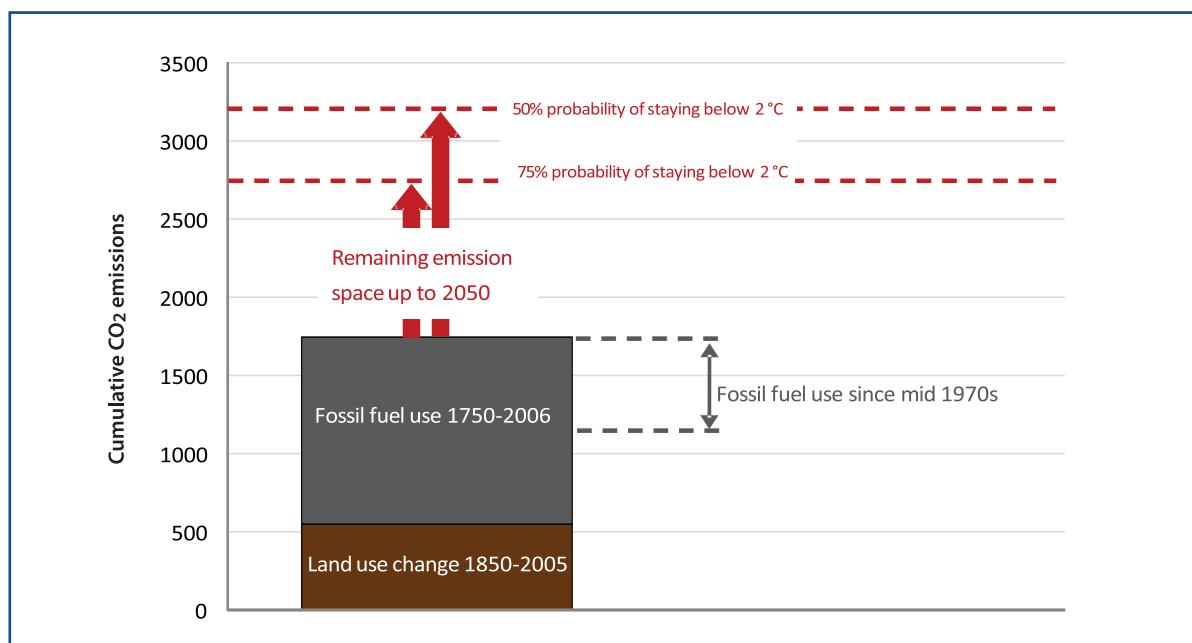 3500
50% probability of staying below 2 °C
3000
75% probability of staying below 2 °C
2500
Remaining emission
space up to 2050
2000
1500
Fossil fuel use since mid 1970s
Fossil fuel use 1750-2006
1000
500
Land use change 1850-2005
0
Cumulative CO2 emissions